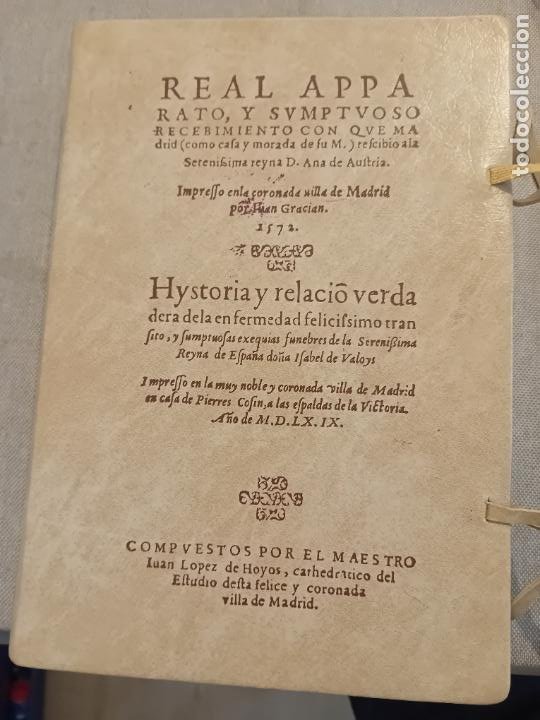 REAL APPA
RATO, Y SVMPTVOSO
RECEBIMIENTO CON QVE MA
drid (como casa y morada de su M.) rescibio a la
Serenißima reyna D. Ana de Austria.
Impresso en la coronada villa de Madrid
por Iuan Gracian.
1572.
Hystoria y relaciõ verda
dera dela enfermedad felicissimo tran
sito, y sumptuosas exequias funebres de la Serenißima
Reyna de España doña Isabel de Valoys
Impresso en la muy noble y coronada villa de Madrid
en casa de Pierres Cosin, a las espaldas de la Victoria.
Año de M.D.LX.IX.
COMPVESTOS POR EL MAESTRO
Iuan Lopez de Hoyos, cathedratico del
Estudio desta felice y coronada
villa de Madrid.
todocoleccion